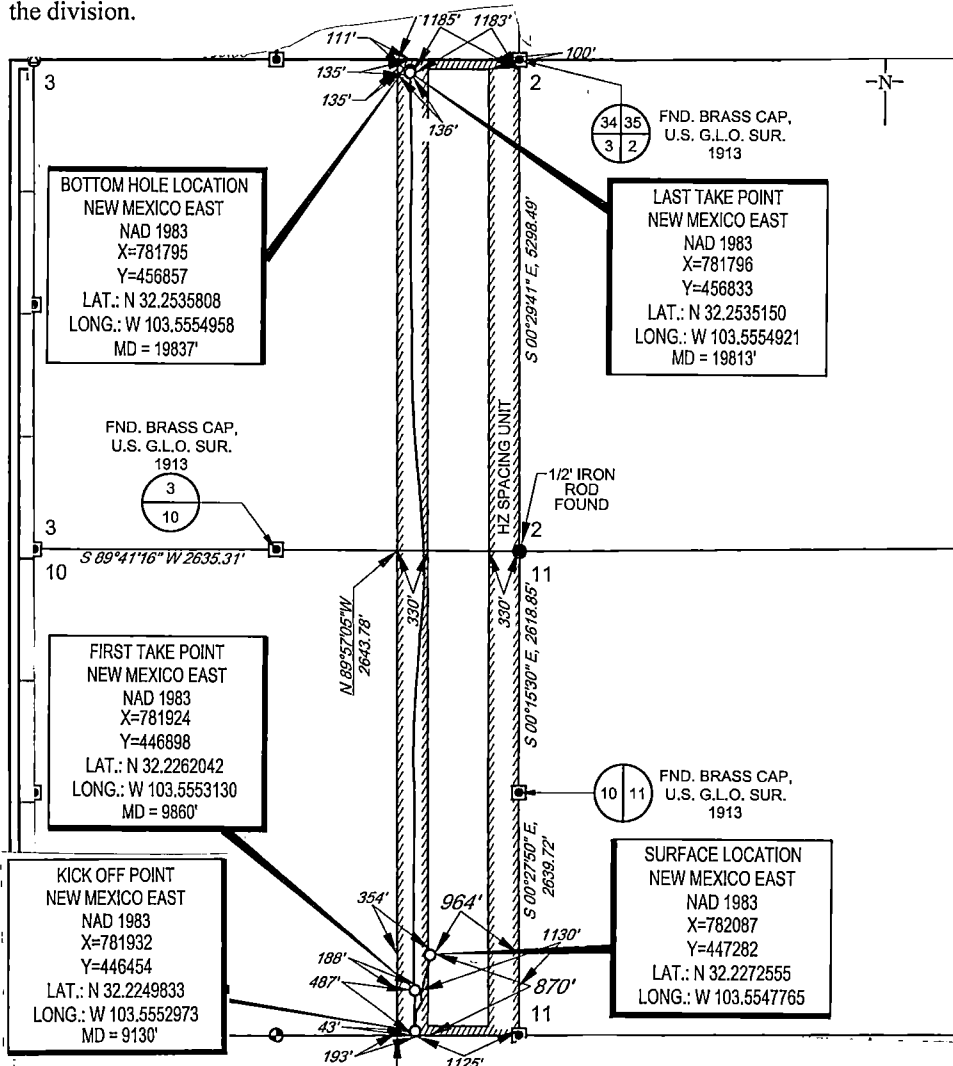 the division.
1185'
1183'
111'
100'
135'
135'
136'
3
2
-N-
34 35
3 2
FND. BRASS CAP,
U.S. G.L.O. SUR.
1913
BOTTOM HOLE LOCATION
NEW MEXICO EAST
NAD 1983
X=781795
Y=456857
LAT.: N 32.2535808
LONG.: W 103.5554958
MD = 19837'
LAST TAKE POINT
NEW MEXICO EAST
NAD 1983
X=781796
Y=456833
LAT.: N 32.2535150
LONG.: W 103.5554921
MD = 19813'
S 00°29'41" E, 5298.49'
HZ SPACING UNIT
FND. BRASS CAP,
U.S. G.L.O. SUR.
1913
3
10
1/2' IRON
ROD
FOUND
3
2
S 89°41'16" W 2635.31'
10
11
330'
330'
N 89°57'05"W
2643.78'
S 00°15'30" E, 2618.85'
FIRST TAKE POINT
NEW MEXICO EAST
NAD 1983
X=781924
Y=446898
LAT.: N 32.2262042
LONG.: W 103.5553130
MD = 9860'
10 11
FND. BRASS CAP,
U.S. G.L.O. SUR.
1913
S 00°27'50" E,
2639.72'
KICK OFF POINT
NEW MEXICO EAST
NAD 1983
X=781932
Y=446454
LAT.: N 32.2249833
LONG.: W 103.5552973
MD = 9130'
SURFACE LOCATION
NEW MEXICO EAST
NAD 1983
X=782087
Y=447282
LAT.: N 32.2272555
LONG.: W 103.5547765
354'
964'
1130'
188'
487'
870'
11
43'
193'
1125'